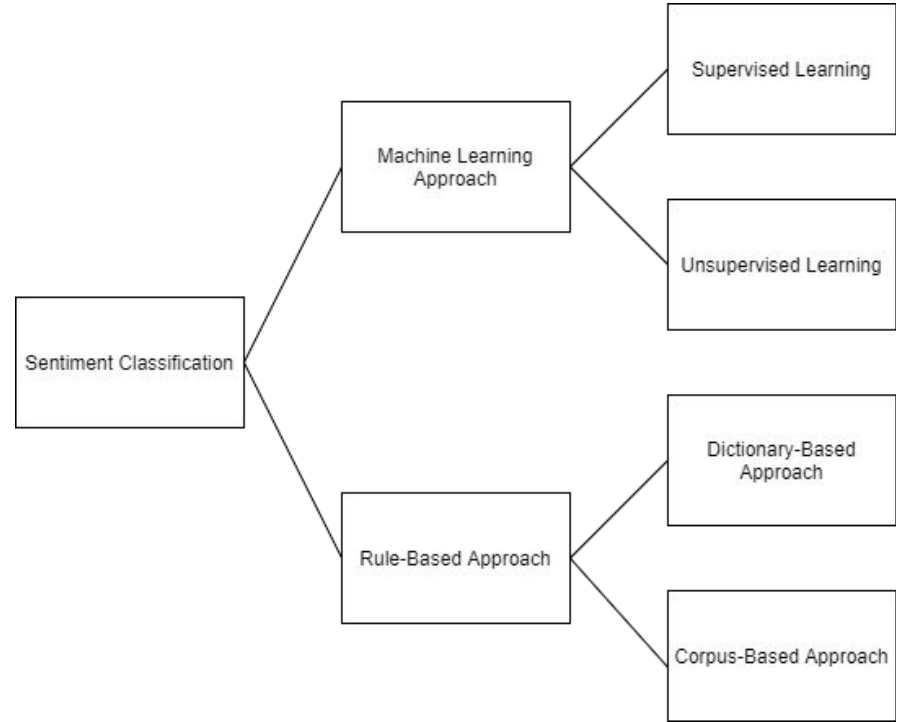 Supervised Learning
Machine Learning
Approach
Unsupervised Learning
Sentiment Classification
Dictionary-Based
Approach
Rule-Based Approach
Corpus-Based Approach